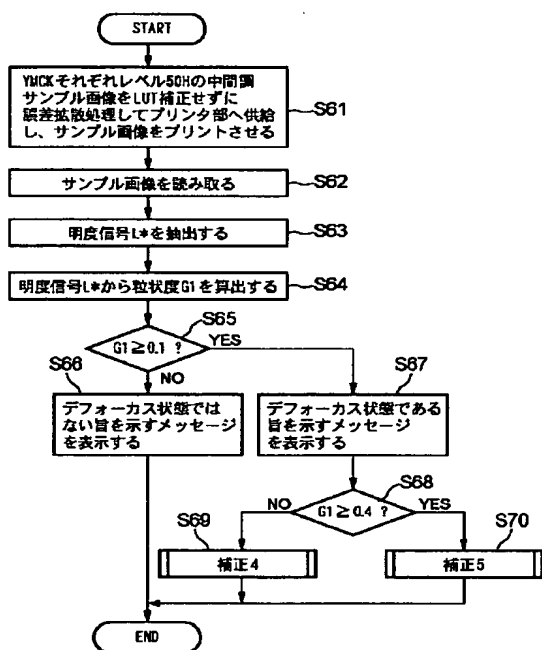 START
YMCKそれぞれレベル50Hの中間調
サンプル画像をLUT補正せずに
誤差拡散処理してプリンタ部へ供給
し、サンプル画像をプリントさせる
S61
サンプル画像を読み取る
S62
明度信号L*を抽出する
S63
明度信号L*から粒状度G1を算出する
S64
S65
G1≧0.1 ?
YES
NO
S66
デフォーカス状態では
ない旨を示すメッセージ
を表示する
S67
デフォーカス状態である
旨を示すメッセージ
を表示する
S68
G1≧0.4 ?
NO
YES
S69
補正4
S70
補正5
END